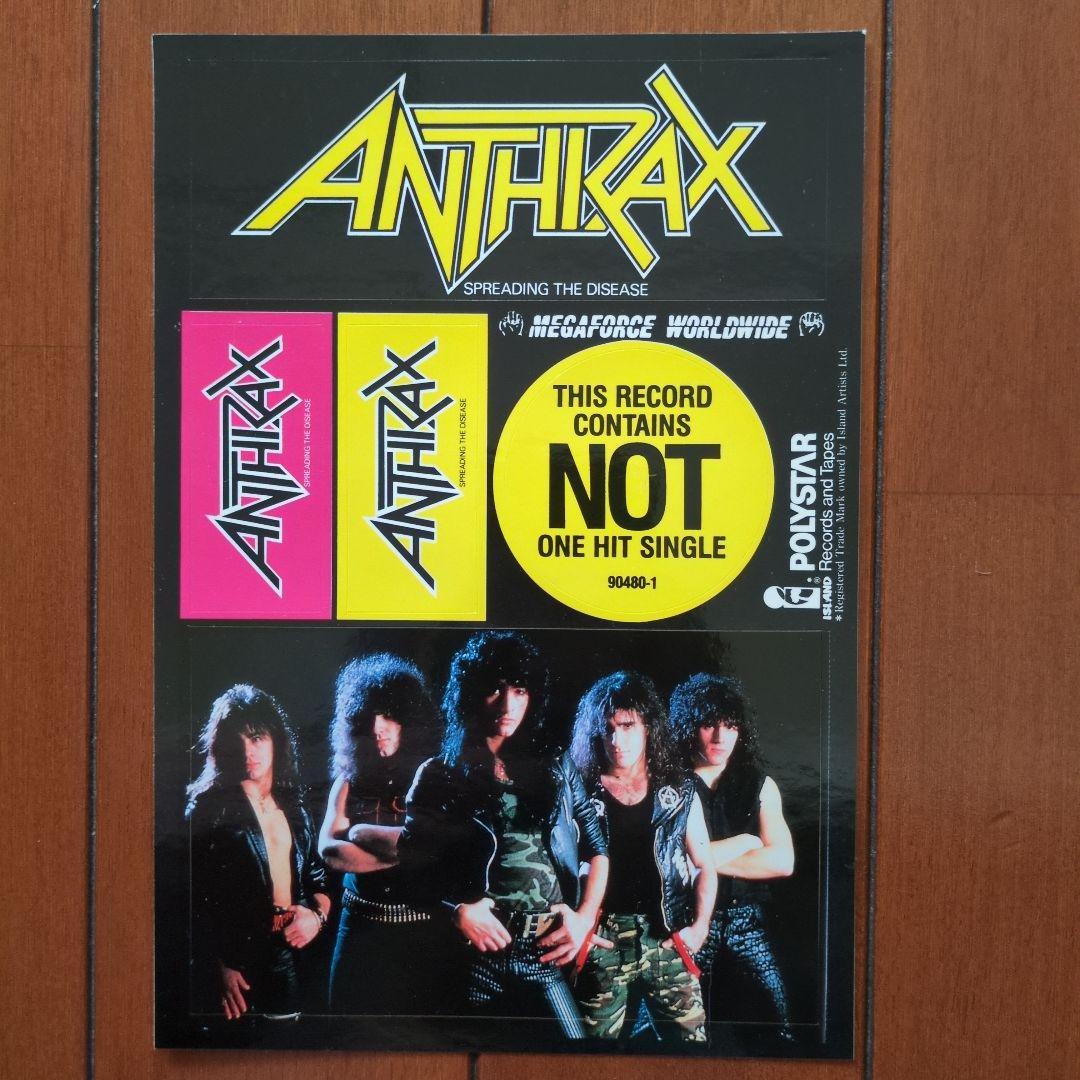 ANTHRAX
SPREADING THE DISEASE
MEGAFORCE WORLDWIDE
ANTHRAX
SPREADING THE DISEASE
ANTHRAX
SPREADING THE DISEASE
THIS RECORD
CONTAINS
NOT
ONE HIT SINGLE
90480-1
® POLYSTAR
ISLAND Records and Tapes
* Registered Trade Mark owned by Island Artists Ltd.